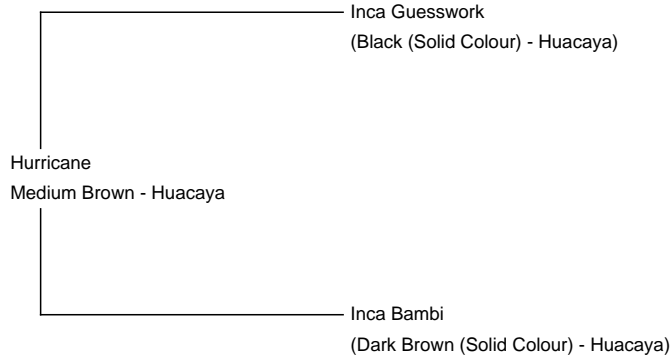 Inca Guesswork
(Black (Solid Colour) - Huacaya)
Hurricane
Medium Brown - Huacaya
Inca Bambi
(Dark Brown (Solid Colour) - Huacaya)